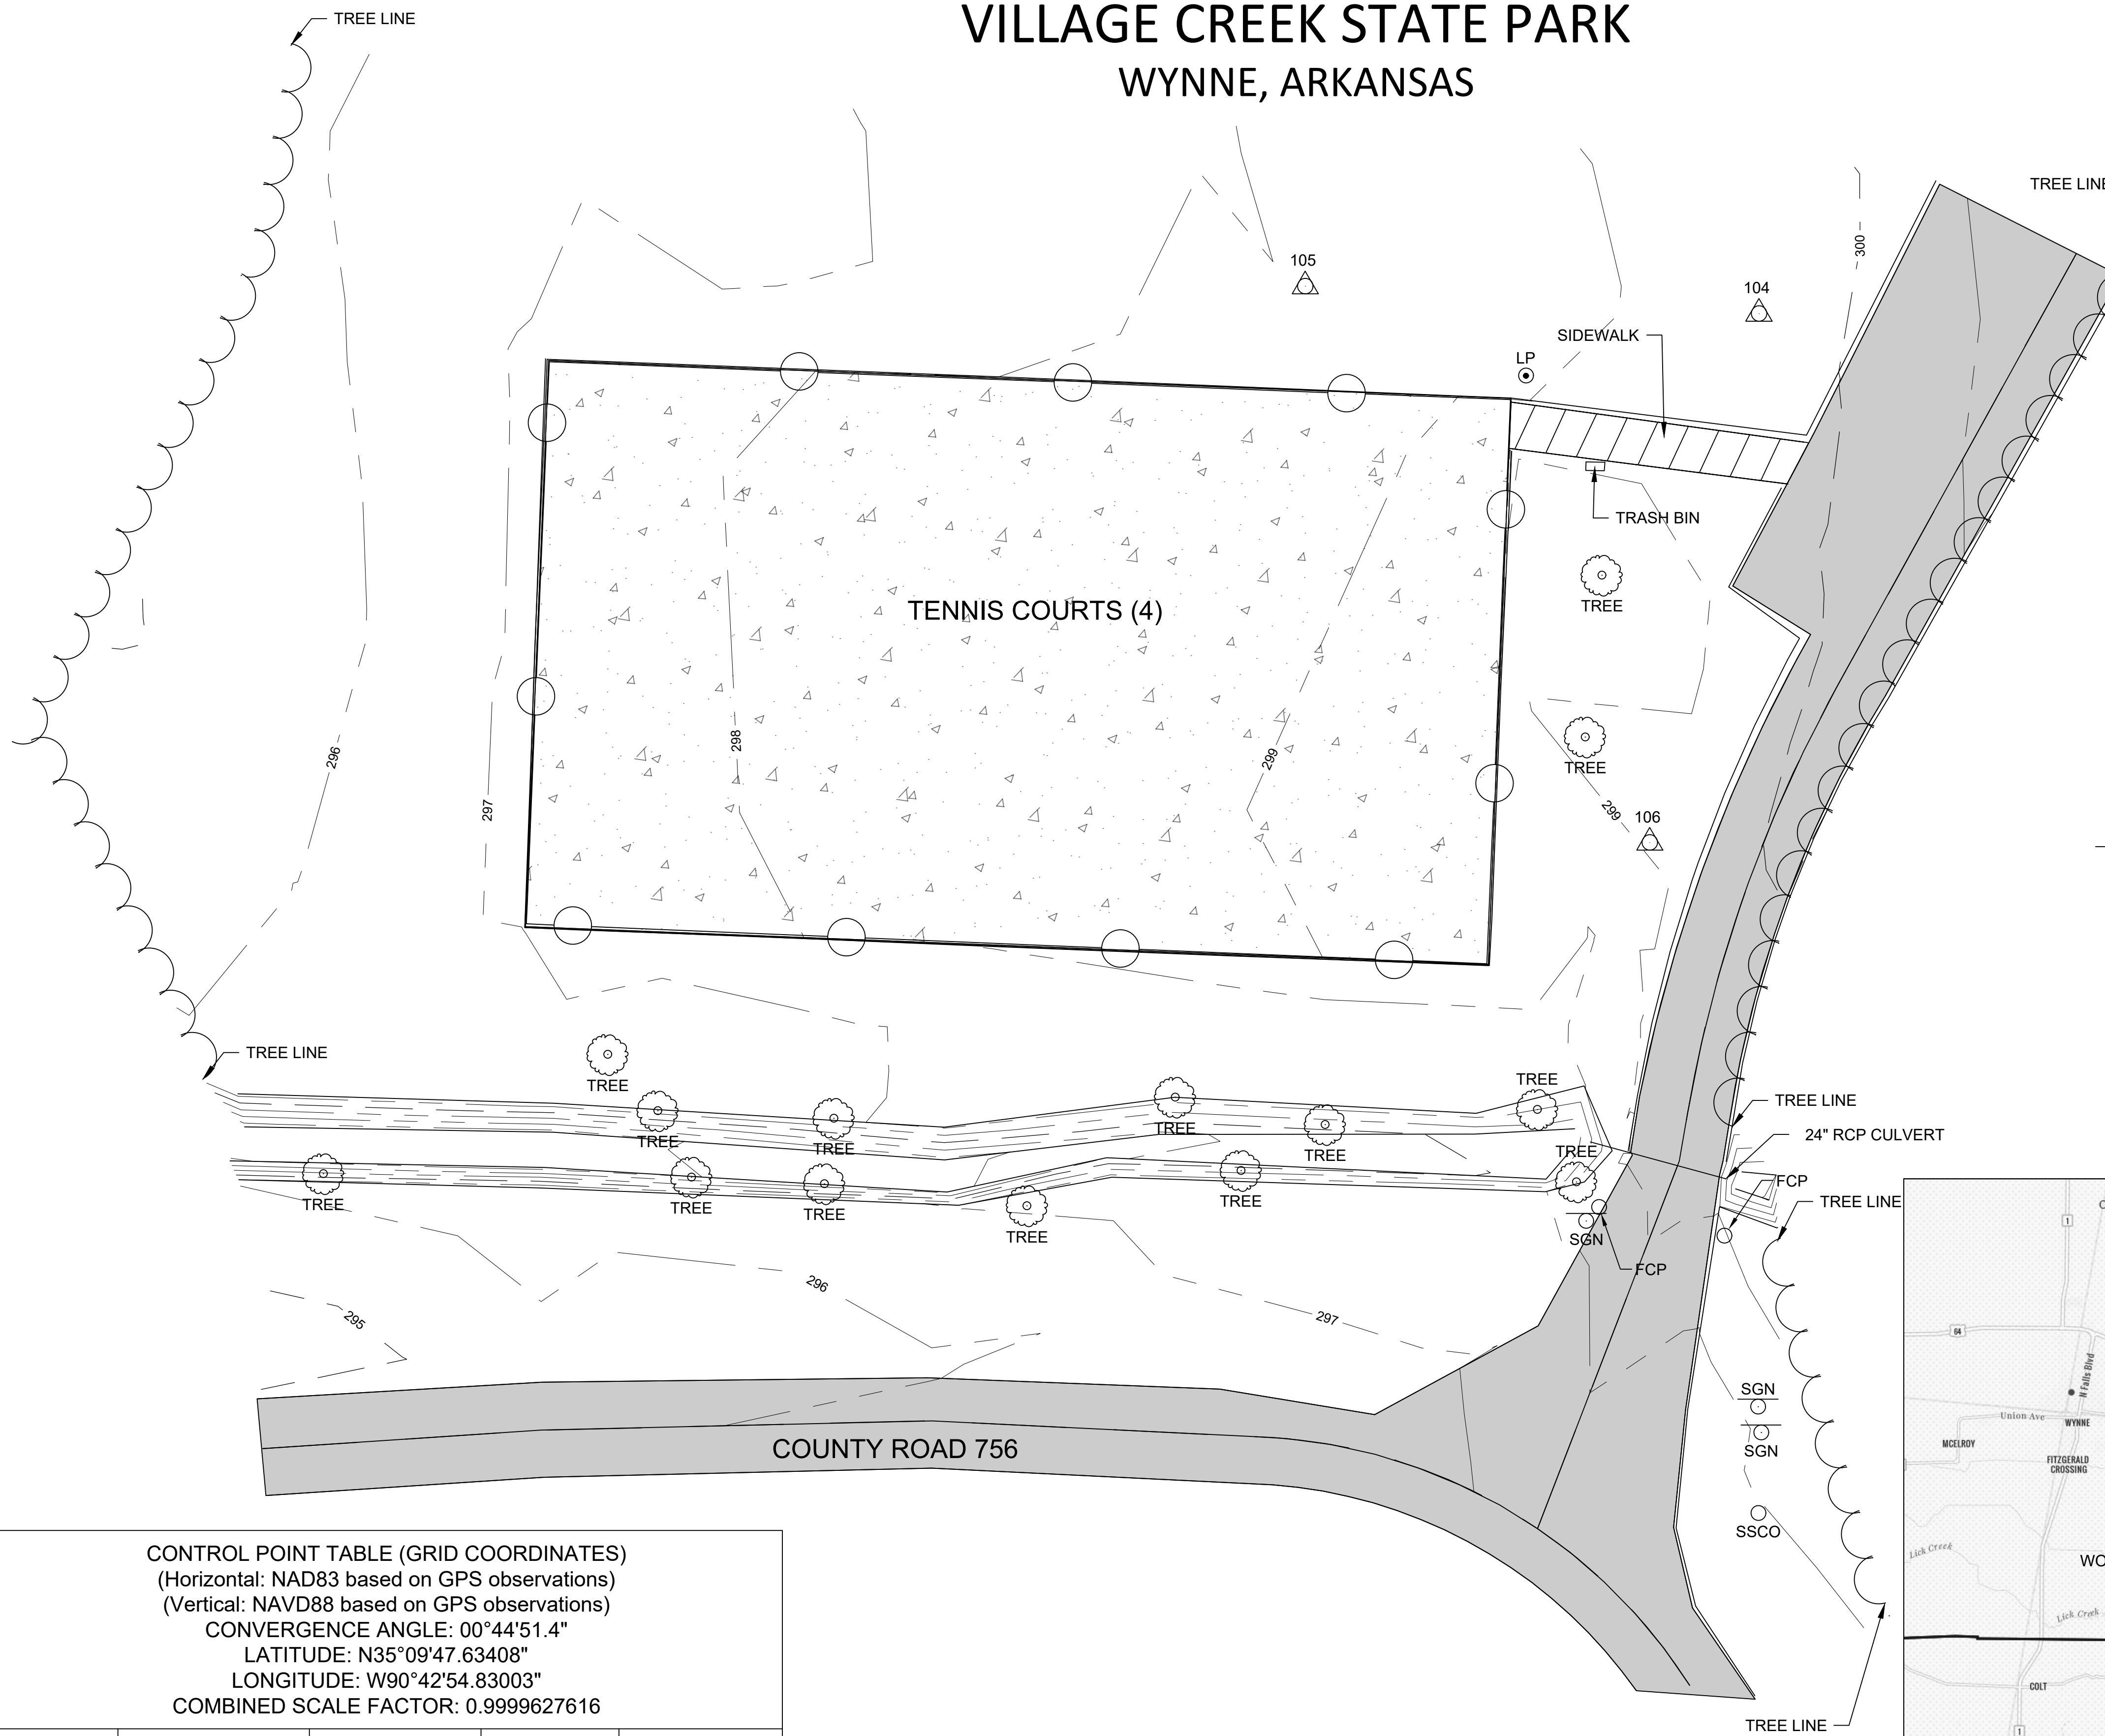 VILLAGE CREEK STATE PARK
WYNNE, ARKANSAS
TREE LINE
TREE LINE
300
105
104
SIDEWALK
LP
TRASH BIN
TREE
TENNIS COURTS (4)
298
299
296
297
TREE
299
106
TREE LINE
TREE
TREE
TREE
TREE
TREE
TREE
TREE
TREE
TREE
TREE
TREE
TREE
TREE
TREE LINE
24" RCP CULVERT
FCP
TREE LINE
SGN
FCP
296
297
295
SGN
SGN
SSCO
COUNTY ROAD 756
TREE LINE
CONTROL POINT TABLE (GRID COORDINATES)
(Horizontal: NAD83 based on GPS observations)
(Vertical: NAVD88 based on GPS observations)
CONVERGENCE ANGLE: 00°44'51.4"
LATITUDE: N35°09'47.63408"
LONGITUDE: W90°42'54.83003"
COMBINED SCALE FACTOR: 0.9999627616
1
64
N Falls Blvd
Union Ave
WYNNE
MCELROY
FITZGERALD
CROSSING
Lick Creek
WO
Lick Creek
COLT
1